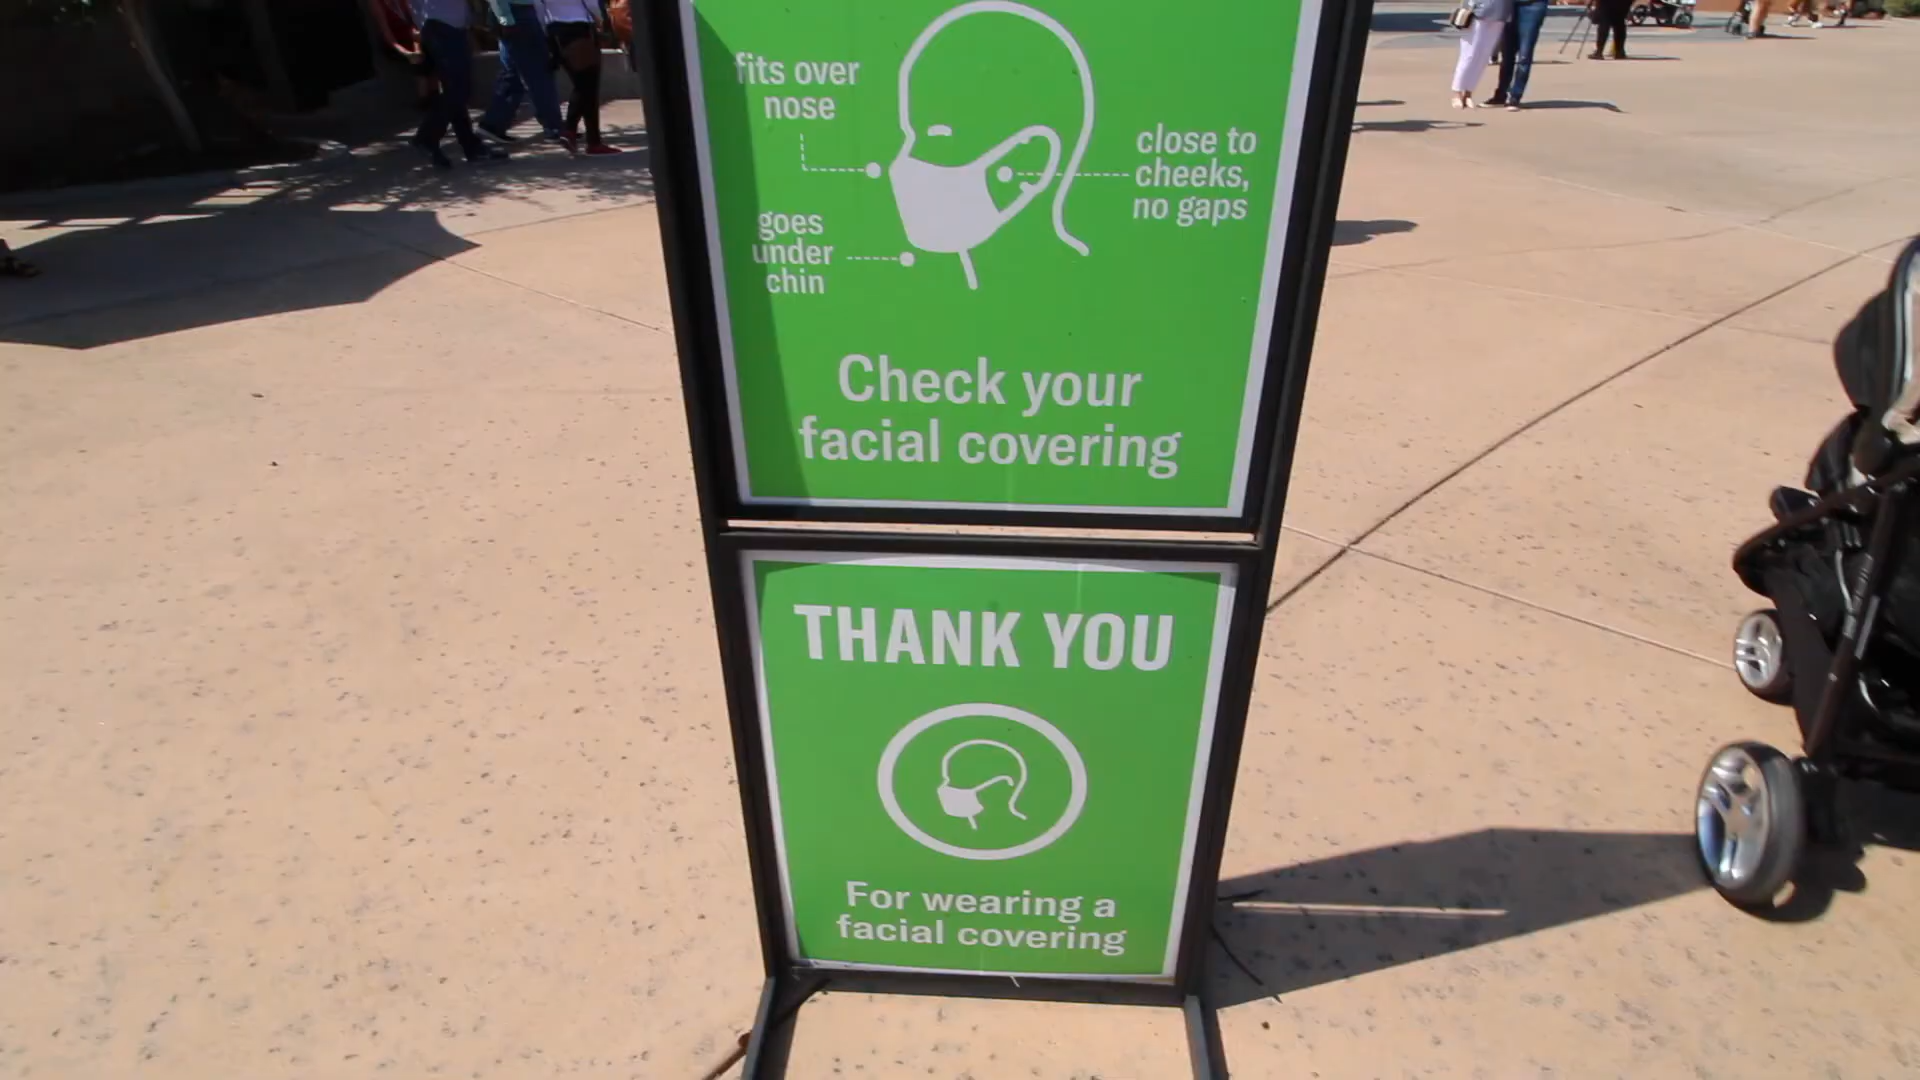 fits over
nose
close to
cheeks,
no gaps
goes
under
chin
Check your
facial covering
THANK YOU
For wearing a
facial covering